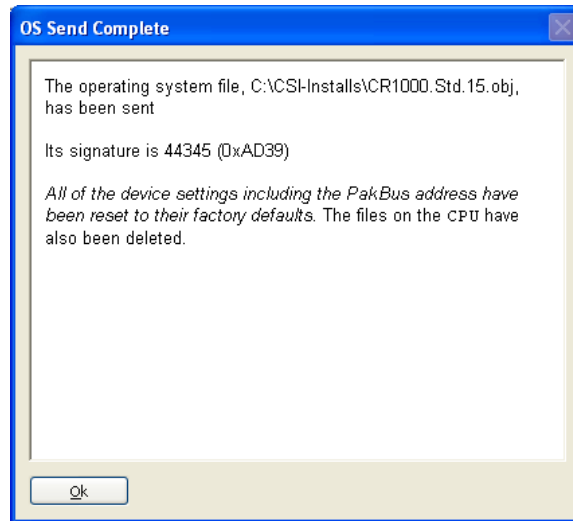 OS Send Complete
The operating system file, C:\CSI-Installs\CR1000.Std.15.obj,
has been sent
Its signature is 44345 (0xAD39)
All of the device settings including the PakBus address have
been reset to their factory defaults. The files on the CPU have
also been deleted.
Ok